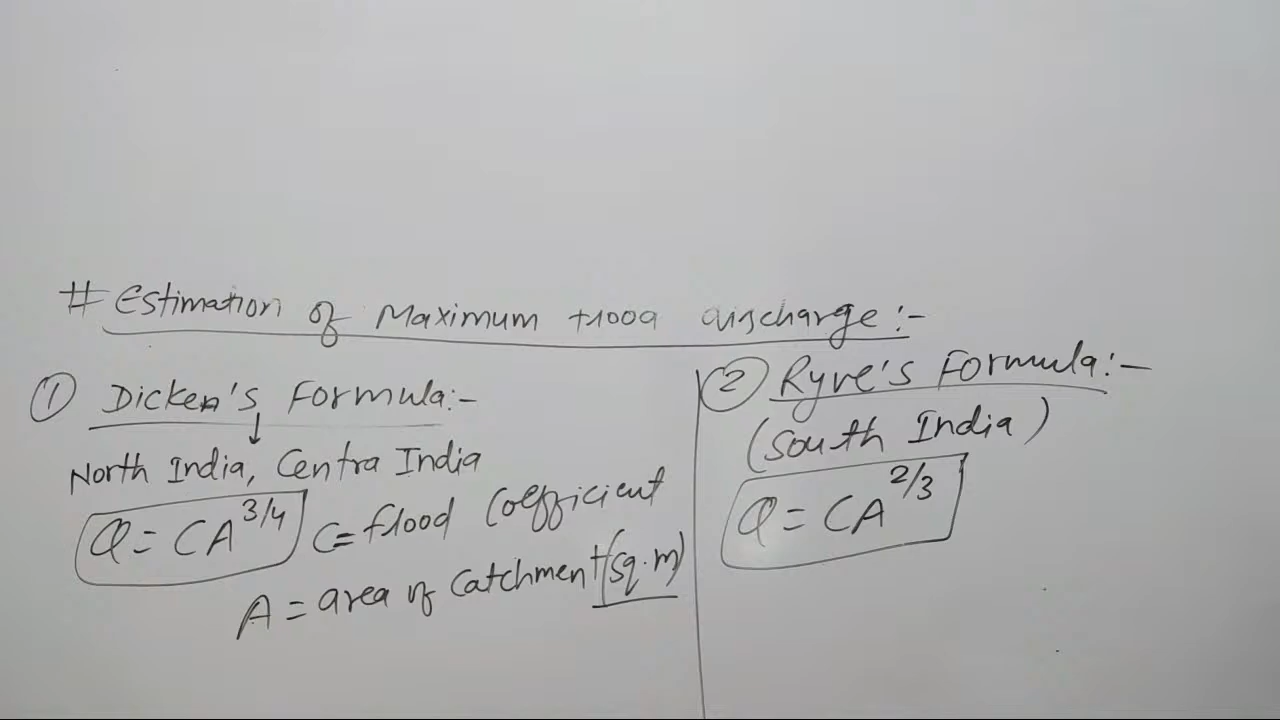 # Estimation of Maximum flood discharge:-
① Dicken's Formula:-
↓
North India, Centra India
Q = CA^3/4 C = flood Coefficient
A = area of Catchment (sq.m)
② Ryve's Formula:-
(South India)
Q = CA^2/3